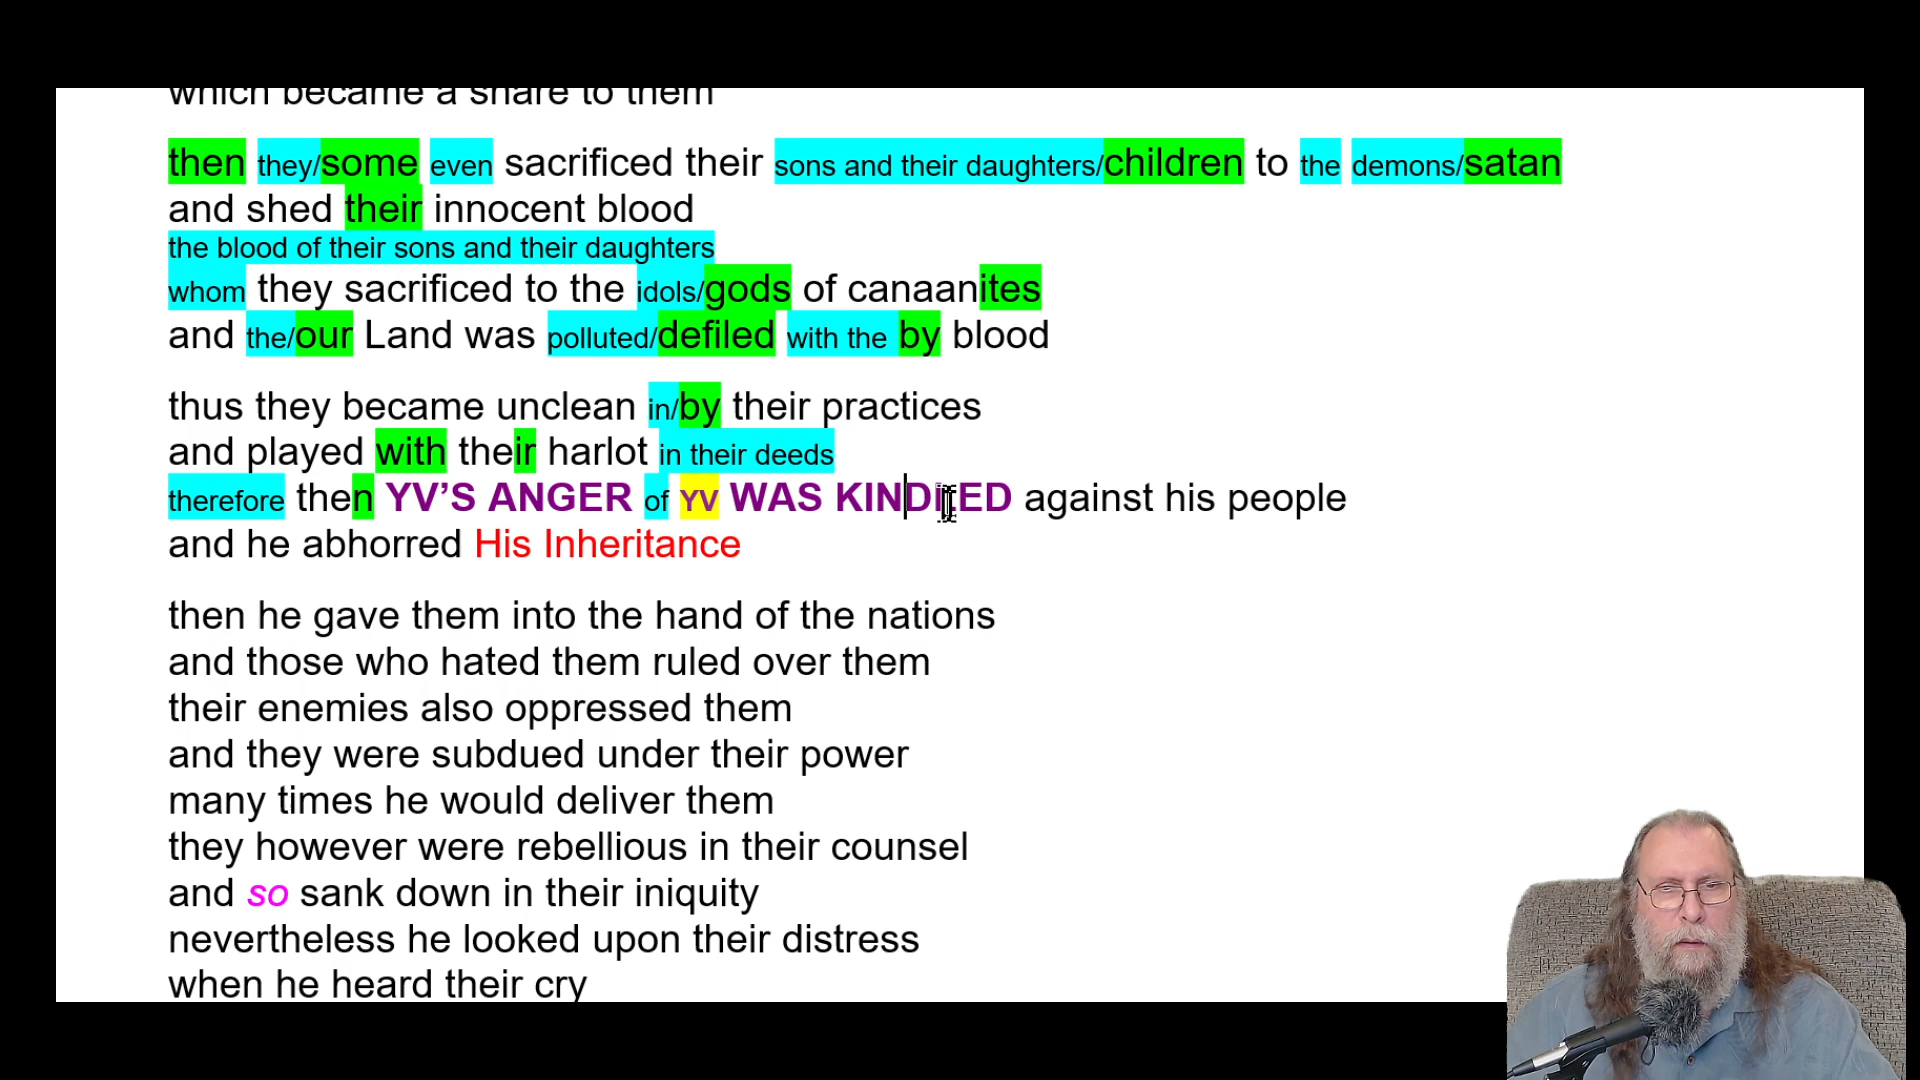 which became a share to them
then they/some even sacrificed their sons and their daughters/children to the demons/satan
and shed their innocent blood
the blood of their sons and their daughters
whom they sacrificed to the idols/gods of canaanites
and the/our Land was polluted/defiled with the by blood
thus they became unclean in/by their practices
and played with their harlot in their deeds
therefore then YV’S ANGER of YV WAS against his people
and he abhorred His Inheritance
then he gave them into the hand of the nations
and those who hated them ruled over them
their enemies also oppressed them
and they were subdued under their power
many times he would deliver them
they however were rebellious in their counsel
and so sank down in their iniquity
nevertheless he looked upon their distress
when he heard their cry